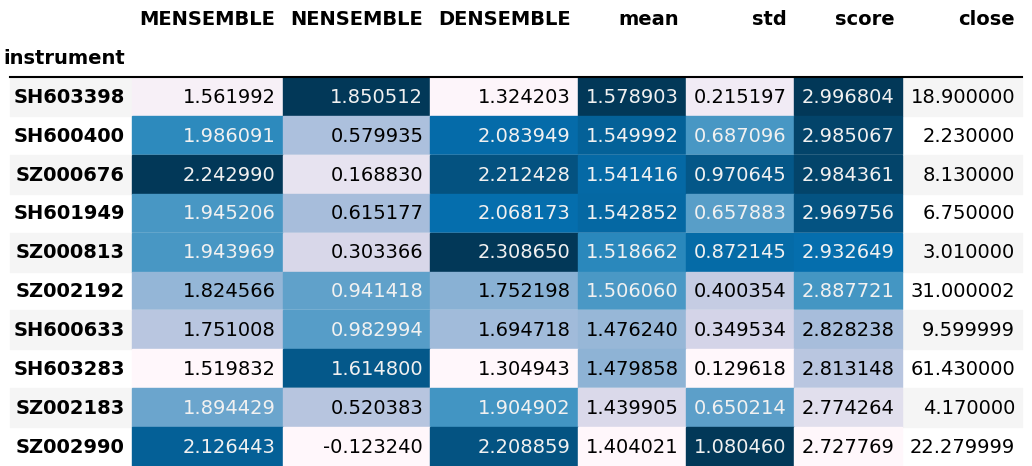 MENSEMBLE NENSEMBLE DENSEMBLE mean std score close
instrument
SH603398 1.561992 1.850512 1.324203 1.578903 0.215197 2.996804 18.900000
SH600400 1.986091 0.579935 2.083949 1.549992 0.687096 2.985067 2.230000
SZ000676 2.242990 0.168830 2.212428 1.541416 0.970645 2.984361 8.130000
SH601949 1.945206 0.615177 2.068173 1.542852 0.657883 2.969756 6.750000
SZ000813 1.943969 0.303366 2.308650 1.518662 0.872145 2.932649 3.010000
SZ002192 1.824566 0.941418 1.752198 1.506060 0.400354 2.887721 31.000002
SH600633 1.751008 0.982994 1.694718 1.476240 0.349534 2.828238 9.599999
SH603283 1.519832 1.614800 1.304943 1.479858 0.129618 2.813148 61.430000
SZ002183 1.894429 0.520383 1.904902 1.439905 0.650214 2.774264 4.170000
SZ002990 2.126443 -0.123240 2.208859 1.404021 1.080460 2.727769 22.279999